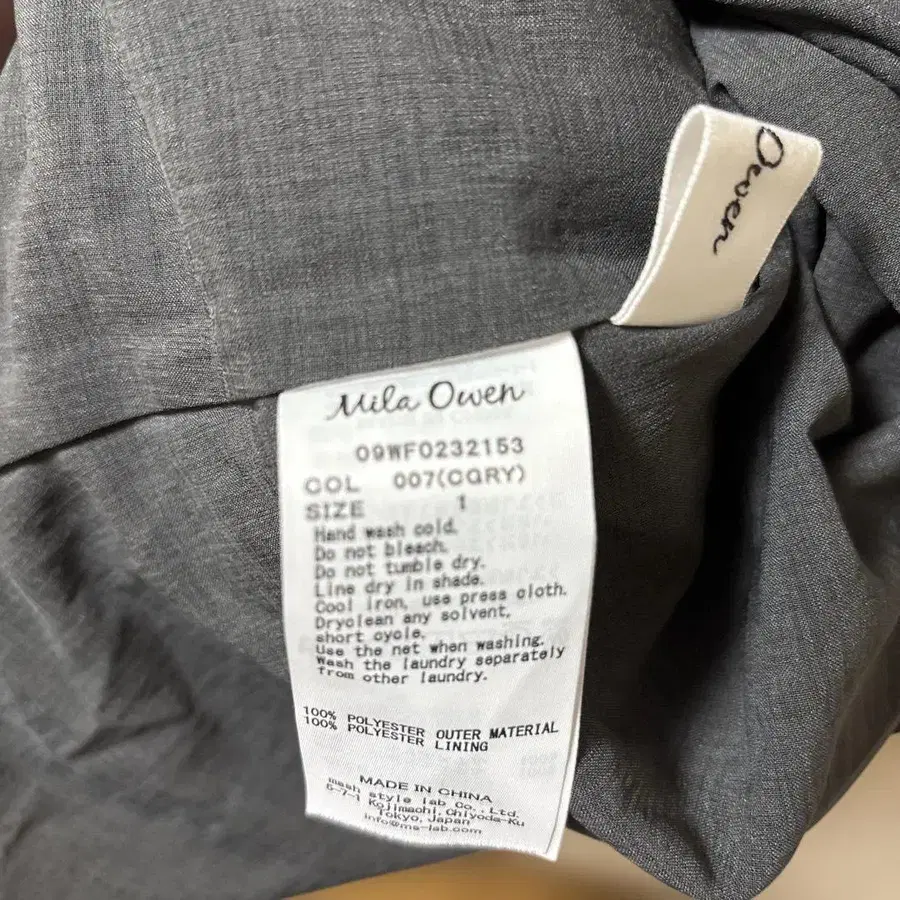 Owen
Mila Owen
09WF0232153
COL 007(CGRY)
SIZE 1
Hand wash cold.
Do not bleach.
Do not tumble dry.
Line dry in shade.
Cool iron, use press cloth.
Dryclean any solvent,
short cycle.
Use the net when washing.
Wash the laundry separately
from other laundry.
100% POLYESTER OUTER MATERIAL
100% POLYESTER LINING
MADE IN CHINA
mash style lab Co.,Ltd.
5-7-1 Kojimachi, Chiyoda-Ku
Tokyo, Japan
info@ms-lab.com